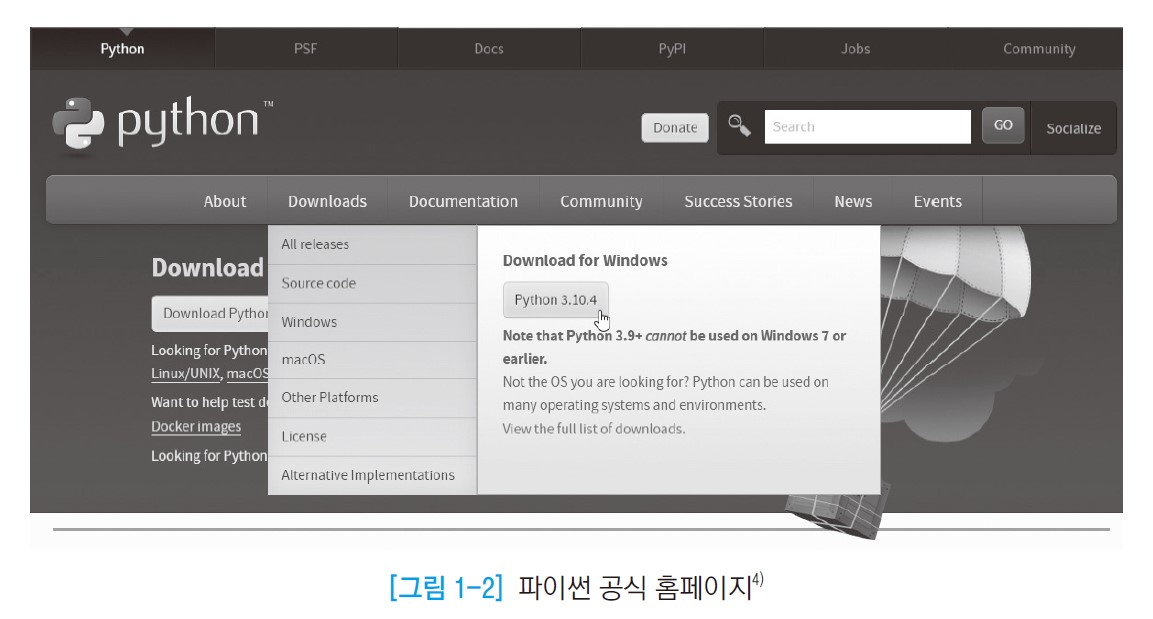 Python PSF Docs PyPI Jobs Community
python™
Donate Search GO Socialize
About Downloads Documentation Community Success Stories News Events
Download
Download Python
Looking for Python
Linux/UNIX, macOS
Want to help test de
Docker images
Looking for Python
All releases
Source code
Windows
macOS
Other Platforms
License
Alternative Implementations
Download for Windows
Python 3.10.4
Note that Python 3.9+ cannot be used on Windows 7 or
earlier.
Not the OS you are looking for? Python can be used on
many operating systems and environments.
View the full list of downloads.
[그림 1-2] 파이썬 공식 홈페이지4)